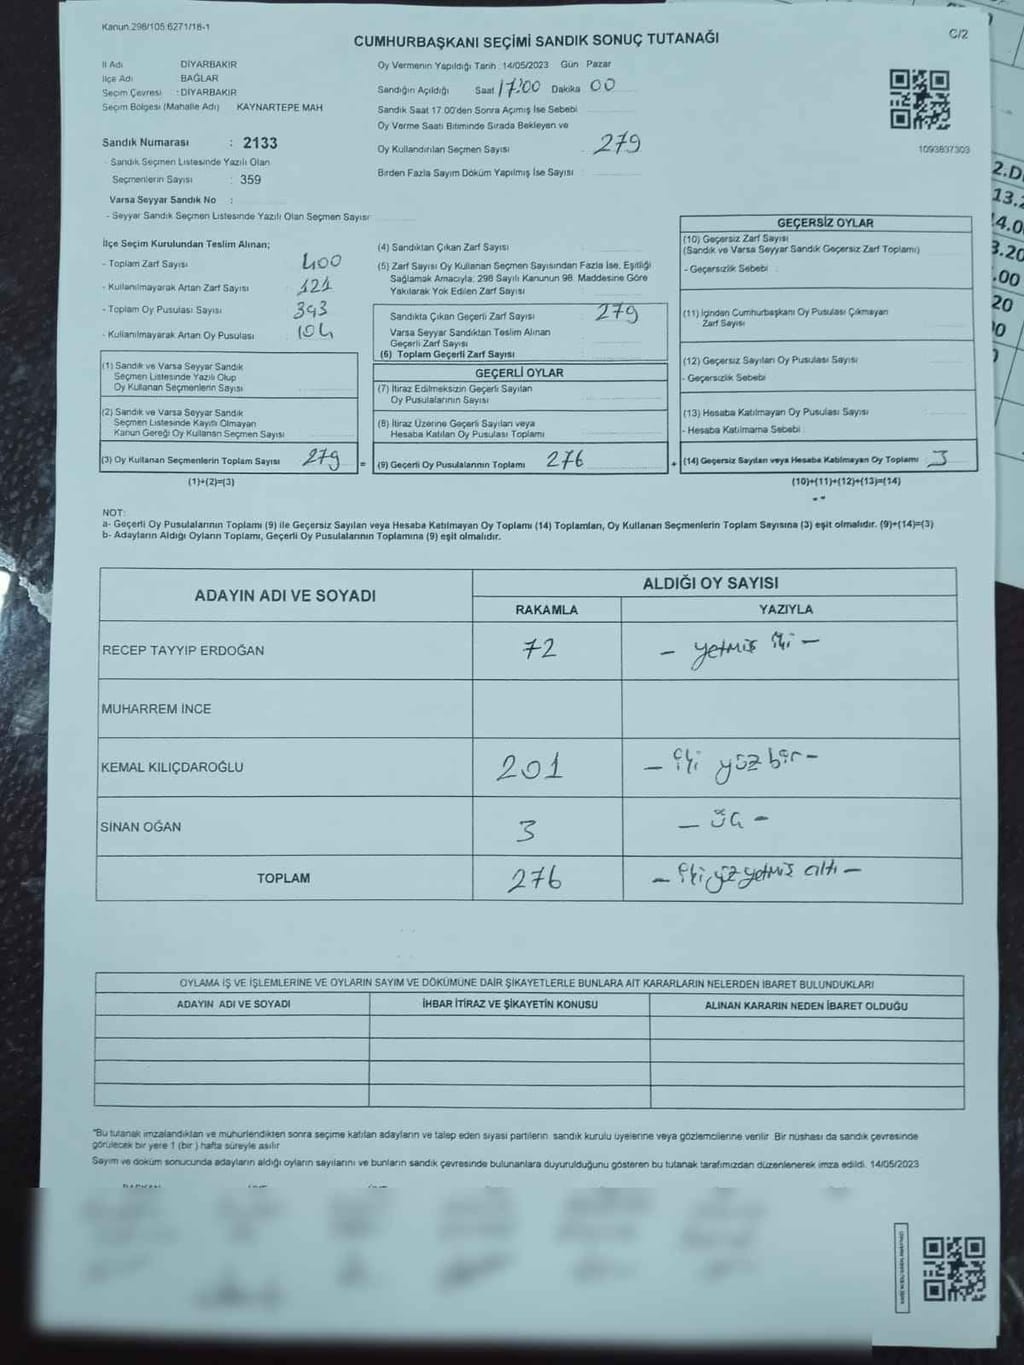 Kanun.298/105.6271/18-1
CUMHURBAŞKANI SEÇİMİ SANDIK SONUÇ TUTANAĞI
C/2
İl Adı DİYARBAKIR
İlçe Adı BAĞLAR
Seçim Çevresi : DİYARBAKIR
Seçim Bölgesi (Mahalle Adı) KAYNARTEPE MAH
Sandık Numarası : 2133
- Sandık Seçmen Listesinde Yazılı Olan
Seçmenlerin Sayısı : 359
Varsa Seyyar Sandık No :
- Seyyar Sandık Seçmen Listesinde Yazılı Olan Seçmen Sayısı
Oy Vermenin Yapıldığı Tarih : 14/05/2023 Gün Pazar
Sandığın Açıldığı Saat 17:00 Dakika 00
Sandık Saat 17.00'den Sonra Açılmış İse Sebebi
Oy Verme Saati Bitiminde Sırada Bekleyen ve
Oy Kullandırılan Seçmen Sayısı : 279
Birden Fazla Sayım Döküm Yapılmış İse Sayısı
1093837303
İlçe Seçim Kurulundan Teslim Alınan;
- Toplam Zarf Sayısı 400
- Kullanılmayarak Artan Zarf Sayısı 121
- Toplam Oy Pusulası Sayısı 393
- Kullanılmayarak Artan Oy Pusulası 104
(1) Sandık ve Varsa Seyyar Sandık
Seçmen Listesinde Yazılı Olup
Oy Kullanan Seçmenlerin Sayısı
(2) Sandık ve Varsa Seyyar Sandık
Seçmen Listesinde Kayıtlı Olmayan
Kanun Gereği Oy Kullanan Seçmen Sayısı
(3) Oy Kullanan Seçmenlerin Toplam Sayısı 279
(1)+(2)=(3)
=
(4) Sandıktan Çıkan Zarf Sayısı
(5) Zarf Sayısı Oy Kullanan Seçmen Sayısından Fazla İse, Eşitliği
Sağlamak Amacıyla; 298 Sayılı Kanunun 98. Maddesine Göre
Yakılarak Yok Edilen Zarf Sayısı
Sandıkta Çıkan Geçerli Zarf Sayısı 279
Varsa Seyyar Sandıktan Teslim Alınan
Geçerli Zarf Sayısı
(6) Toplam Geçerli Zarf Sayısı
GEÇERLİ OYLAR
(7) İtiraz Edilmeksizin Geçerli Sayılan
Oy Pusulalarının Sayısı
(8) İtiraz Üzerine Geçerli Sayılan veya
Hesaba Katılan Oy Pusulası Toplamı
(9) Geçerli Oy Pusulalarının Toplamı 276
+
GEÇERSİZ OYLAR
(10) Geçersiz Zarf Sayısı
(Sandık ve Varsa Seyyar Sandık Geçersiz Zarf Toplamı)
- Geçersizlik Sebebi
(11) İçinden Cumhurbaşkanı Oy Pusulası Çıkmayan
Zarf Sayısı
(12) Geçersiz Sayılan Oy Pusulası Sayısı
- Geçersizlik Sebebi
(13) Hesaba Katılmayan Oy Pusulası Sayısı
- Hesaba Katılmama Sebebi
(14) Geçersiz Sayılan veya Hesaba Katılmayan Oy Toplamı 3
(10)+(11)+(12)+(13)=(14)
NOT:
a- Geçerli Oy Pusulalarının Toplamı (9) ile Geçersiz Sayılan veya Hesaba Katılmayan Oy Toplamı (14) Toplamları, Oy Kullanan Seçmenlerin Toplam Sayısına (3) eşit olmalıdır. (9)+(14)=(3)
b- Adayların Aldığı Oyların Toplamı, Geçerli Oy Pusulalarının Toplamına (9) eşit olmalıdır.
ADAYIN ADI VE SOYADI
ALDIĞI OY SAYISI
RAKAMLA YAZIYLA
RECEP TAYYIP ERDOĞAN 72 - yetmiş iki -
MUHARREM İNCE
KEMAL KILIÇDAROĞLU 201 - iki yüz bir -
SİNAN OĞAN 3 - üç -
TOPLAM 276 - iki yüz yetmiş altı -
OYLAMA İŞ VE İŞLEMLERİNE VE OYLARIN SAYIM VE DÖKÜMÜNE DAİR ŞİKAYETLERLE BUNLARA AİT KARARLARIN NELERDEN İBARET BULUNDUKLARI
ADAYIN ADI VE SOYADI İHBAR İTİRAZ VE ŞİKAYETİN KONUSU ALINAN KARARIN NEDEN İBARET OLDUĞU
"Bu tutanak imzalandıktan ve mühürlendikten sonra seçime katılan adayların ve talep eden siyasi partilerin sandık kurulu üyelerine veya gözlemcilerine verilir. Bir nüshası da sandık çevresinde
görülecek bir yere 1 (bir) hafta süreyle asılır
Sayım ve döküm sonucunda adayların aldığı oyların sayılarını ve bunların sandık çevresinde bulunanlara duyurulduğunu gösteren bu tutanak tarafımızdan düzenlenerek imza edildi. 14/05/2023